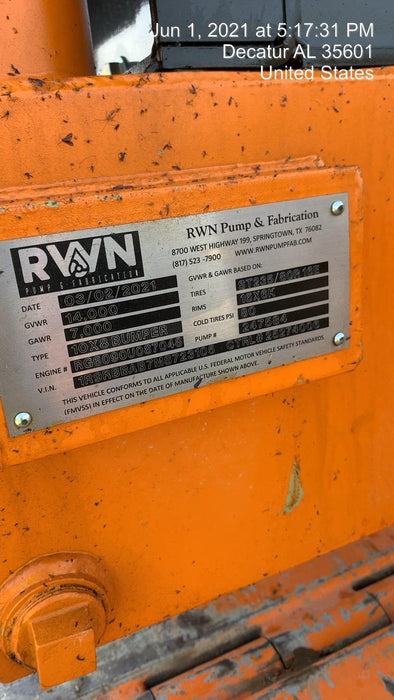 Jun 1, 2021 at 5:17:31 PM
Decatur AL 35601
United States
RWN
PUMP & FABRICATION
RWN Pump & Fabrication
8700 WEST HIGHWAY 199, SPRINGTOWN, TX 76082
(817) 523 -7900 WWW.RWNPUMPFAB.COM
GVWR & GAWR BASED ON:
DATE 03/02/2021
GVWR 14,000
GAWR 7,000
TYPE 10X8 BUMPER
ENGINE #
V.I.N.
TIRES
RIMS 16X6K
COLD TIRES PSI 80
PUMP # 247584
THIS VEHICLE CONFORMS TO ALL APPLICABLE U.S. FEDERAL MOTOR VEHICLE SAFETY STANDARDS
(FMVSS) IN EFFECT ON THE DATE OF MANUFACTURE SHOWN ABOVE.